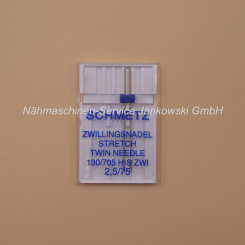 Nähmaschinen-Service-Jankowski GmbH
SCHMETZ
ZWILLINGSNADEL
STRETCH
TWIN NEEDLE
130/705 H-S ZWI
2,5/75